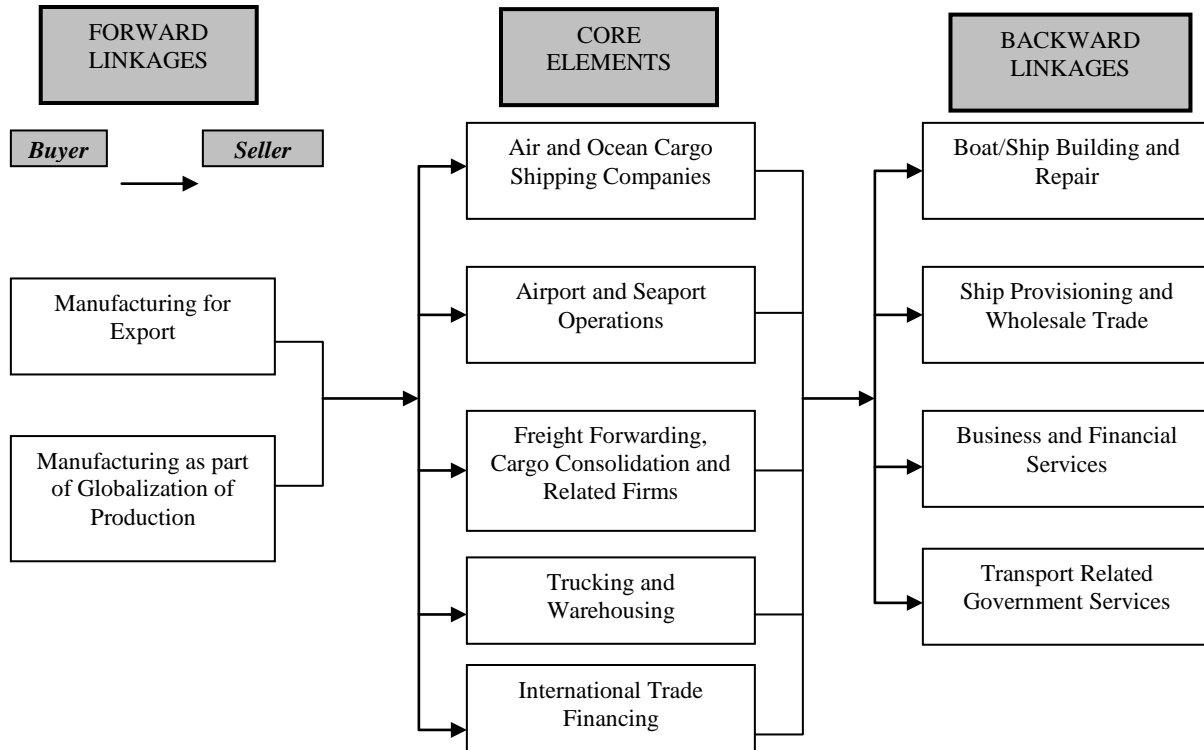 FORWARD
LINKAGES
CORE
ELEMENTS
BACKWARD
LINKAGES
Buyer
Seller
Manufacturing for
Export
Manufacturing as part
of Globalization of
Production
Air and Ocean Cargo
Shipping Companies
Airport and Seaport
Operations
Freight Forwarding,
Cargo Consolidation and
Related Firms
Trucking and
Warehousing
International Trade
Financing
Boat/Ship Building and
Repair
Ship Provisioning and
Wholesale Trade
Business and Financial
Services
Transport Related
Government Services